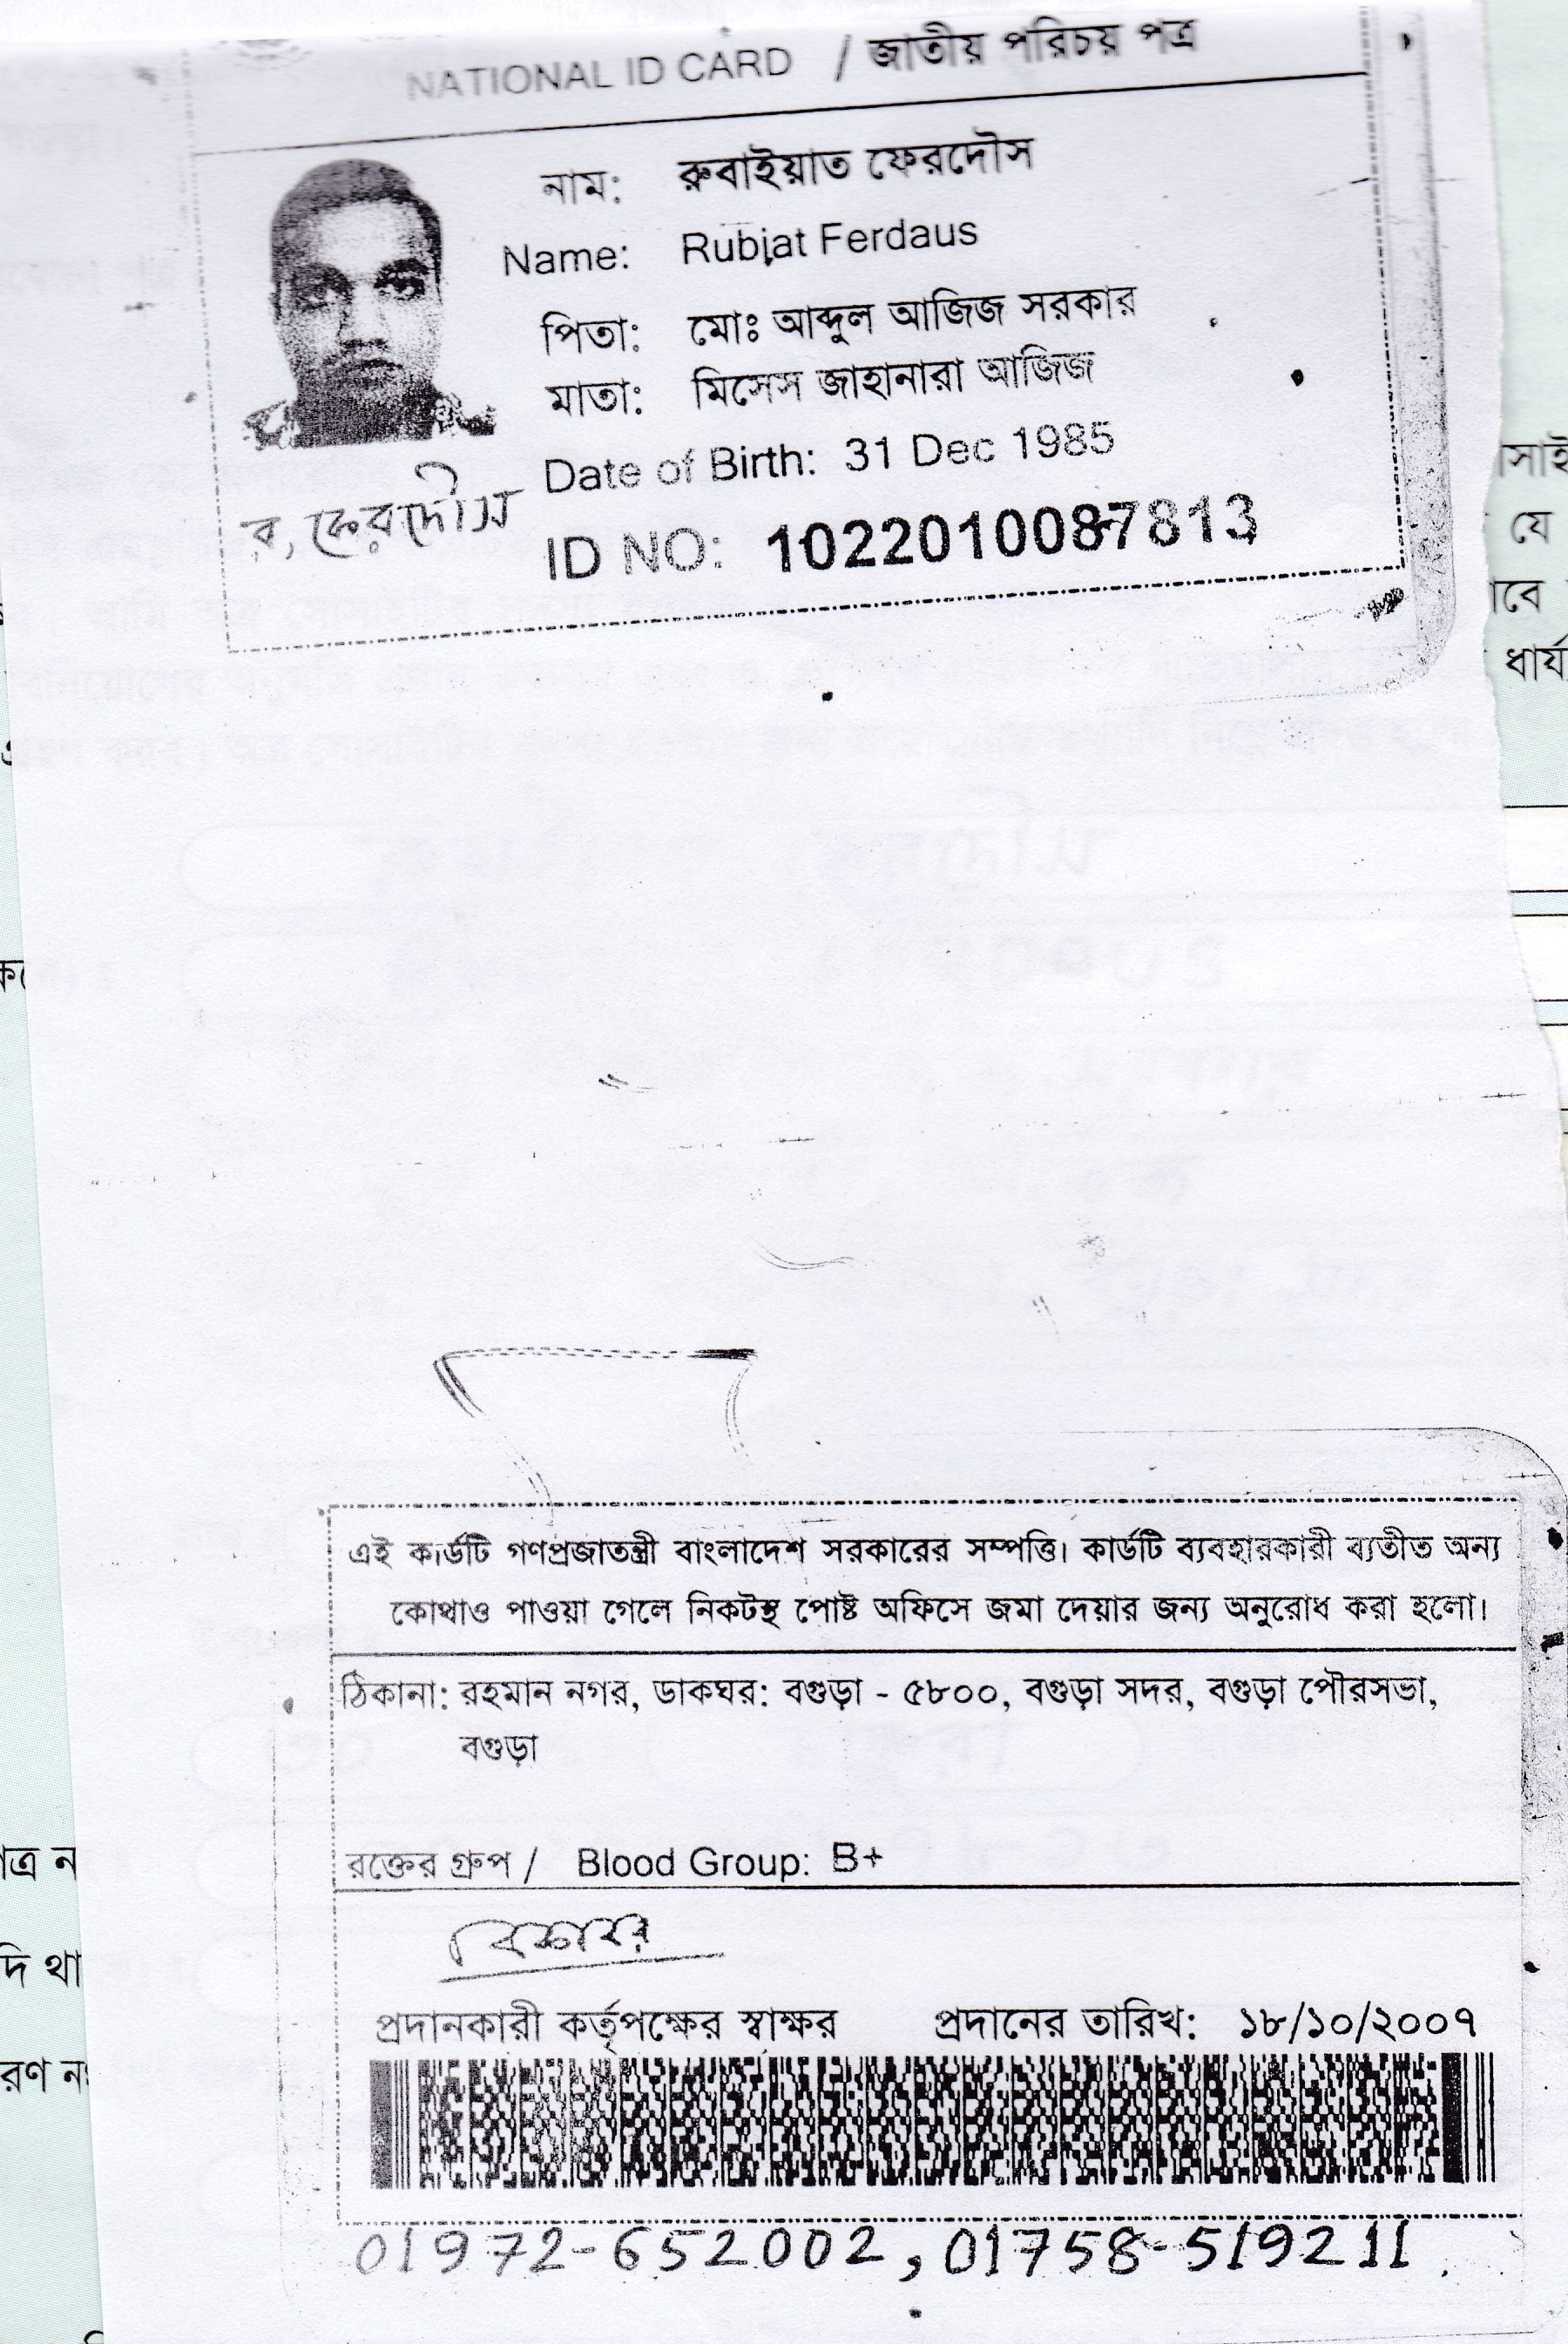 NATIONAL ID CARD / জাতীয় পরিচয় পত্র
নাম: রুবাইয়াত ফেরদৌস
Name: Rubiat Ferdaus
পিতা: মোঃ আব্দুল আজিজ সরকার
মাতা: মিসেস জাহানারা আজিজ
Date of Birth: 31 Dec 1985
র, ফেরদৌস
ID NO: 1022010087813
যে
ধার্য
এই কার্ডটি গণপ্রজাতন্ত্রী বাংলাদেশ সরকারের সম্পত্তি। কার্ডটি ব্যবহারকারী ব্যতীত অন্য
কোথাও পাওয়া গেলে নিকটস্থ পোষ্ট অফিসে জমা দেয়ার জন্য অনুরোধ করা হলো।
ঠিকানা: রহমান নগর, ডাকঘর: বগুড়া - ৫৮০০, বগুড়া সদর, বগুড়া পৌরসভা,
বগুড়া
রক্তের গ্রুপ / Blood Group: B+
প্রদানকারী কর্তৃপক্ষের স্বাক্ষর প্রদানের তারিখ: ১৮/১০/২০০৭
01972-652002, 01758-519211